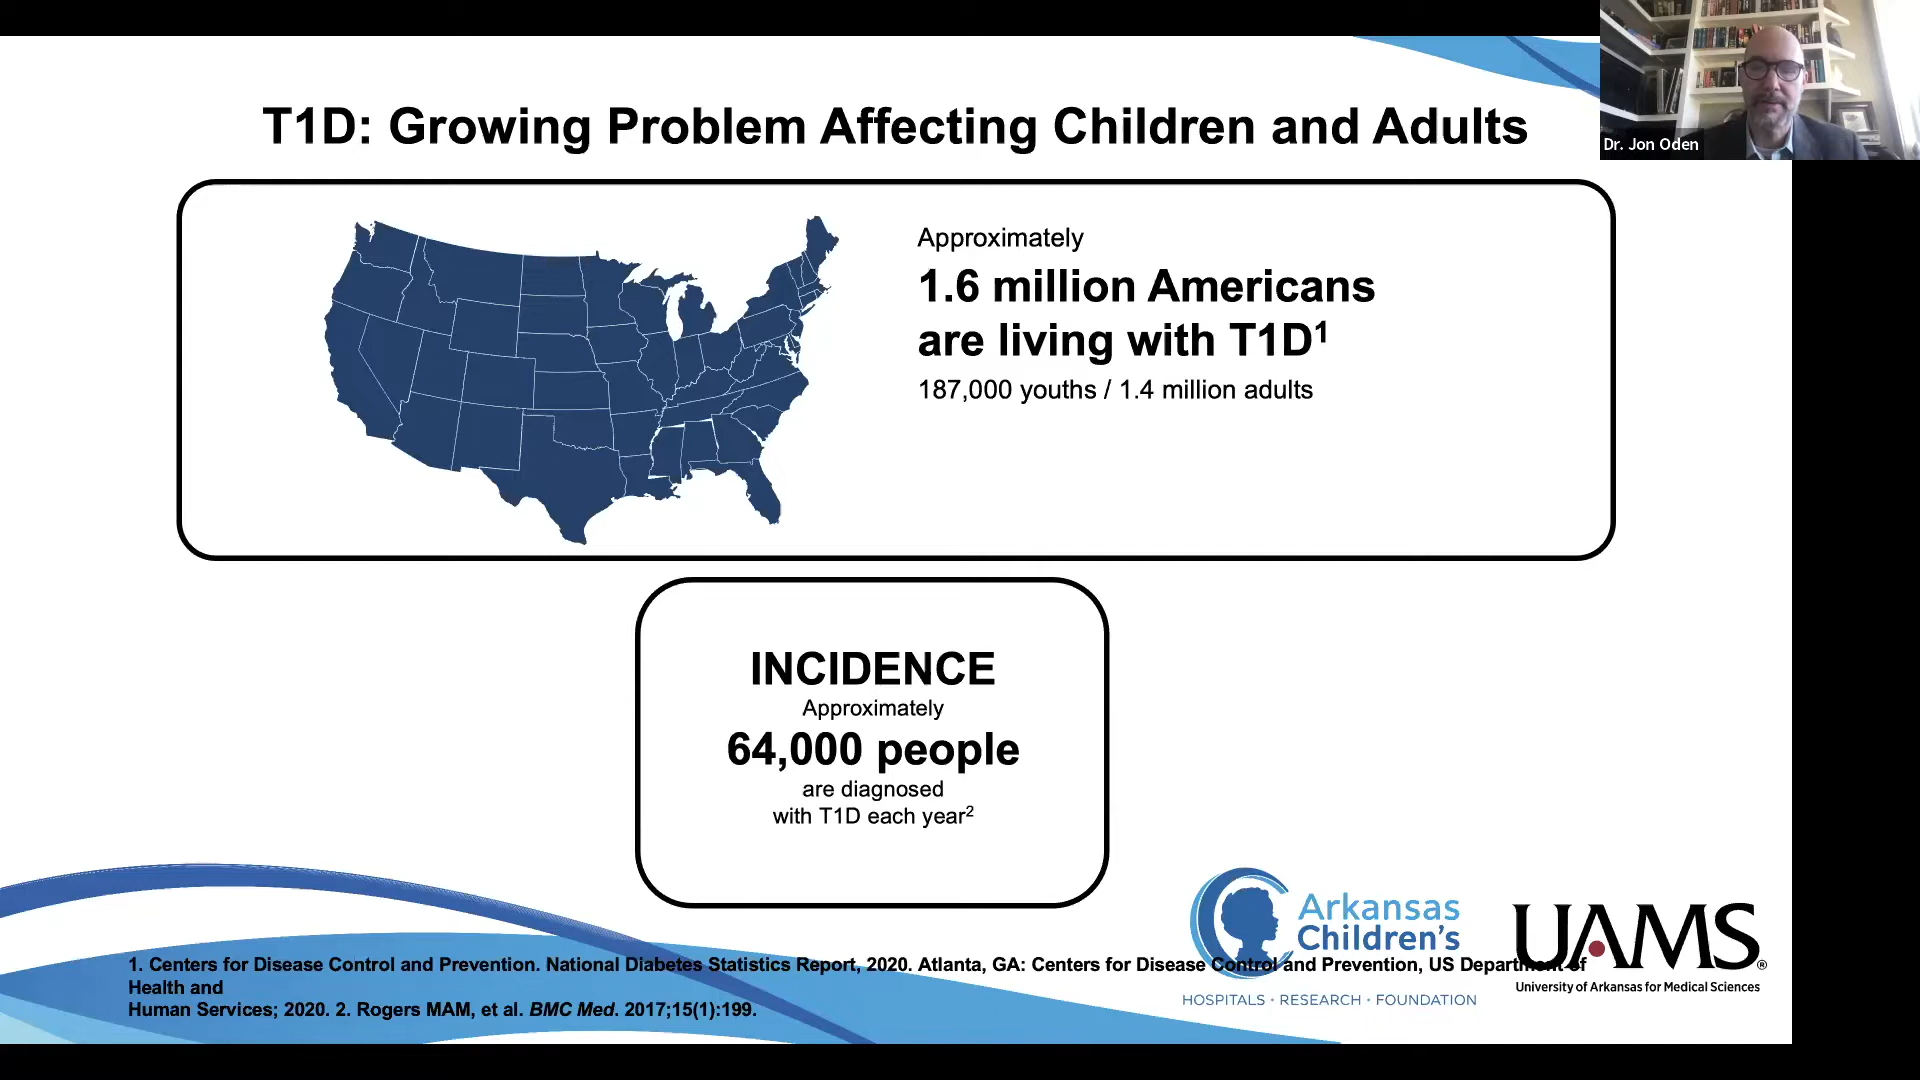 T1D: Growing Problem Affecting Children and Adults
Dr. Jon Oden
Approximately
1.6 million Americans
are living with T1D¹
187,000 youths / 1.4 million adults
INCIDENCE
Approximately
64,000 people
are diagnosed
with T1D each year²
Arkansas
Children's
HOSPITALS • RESEARCH • FOUNDATION
UAMS®
University of Arkansas for Medical Sciences
1. Centers for Disease Control and Prevention. National Diabetes Statistics Report, 2020. Atlanta, GA: Centers for Disease Control and Prevention, US Department of
Health and
Human Services; 2020. 2. Rogers MAM, et al. BMC Med. 2017;15(1):199.